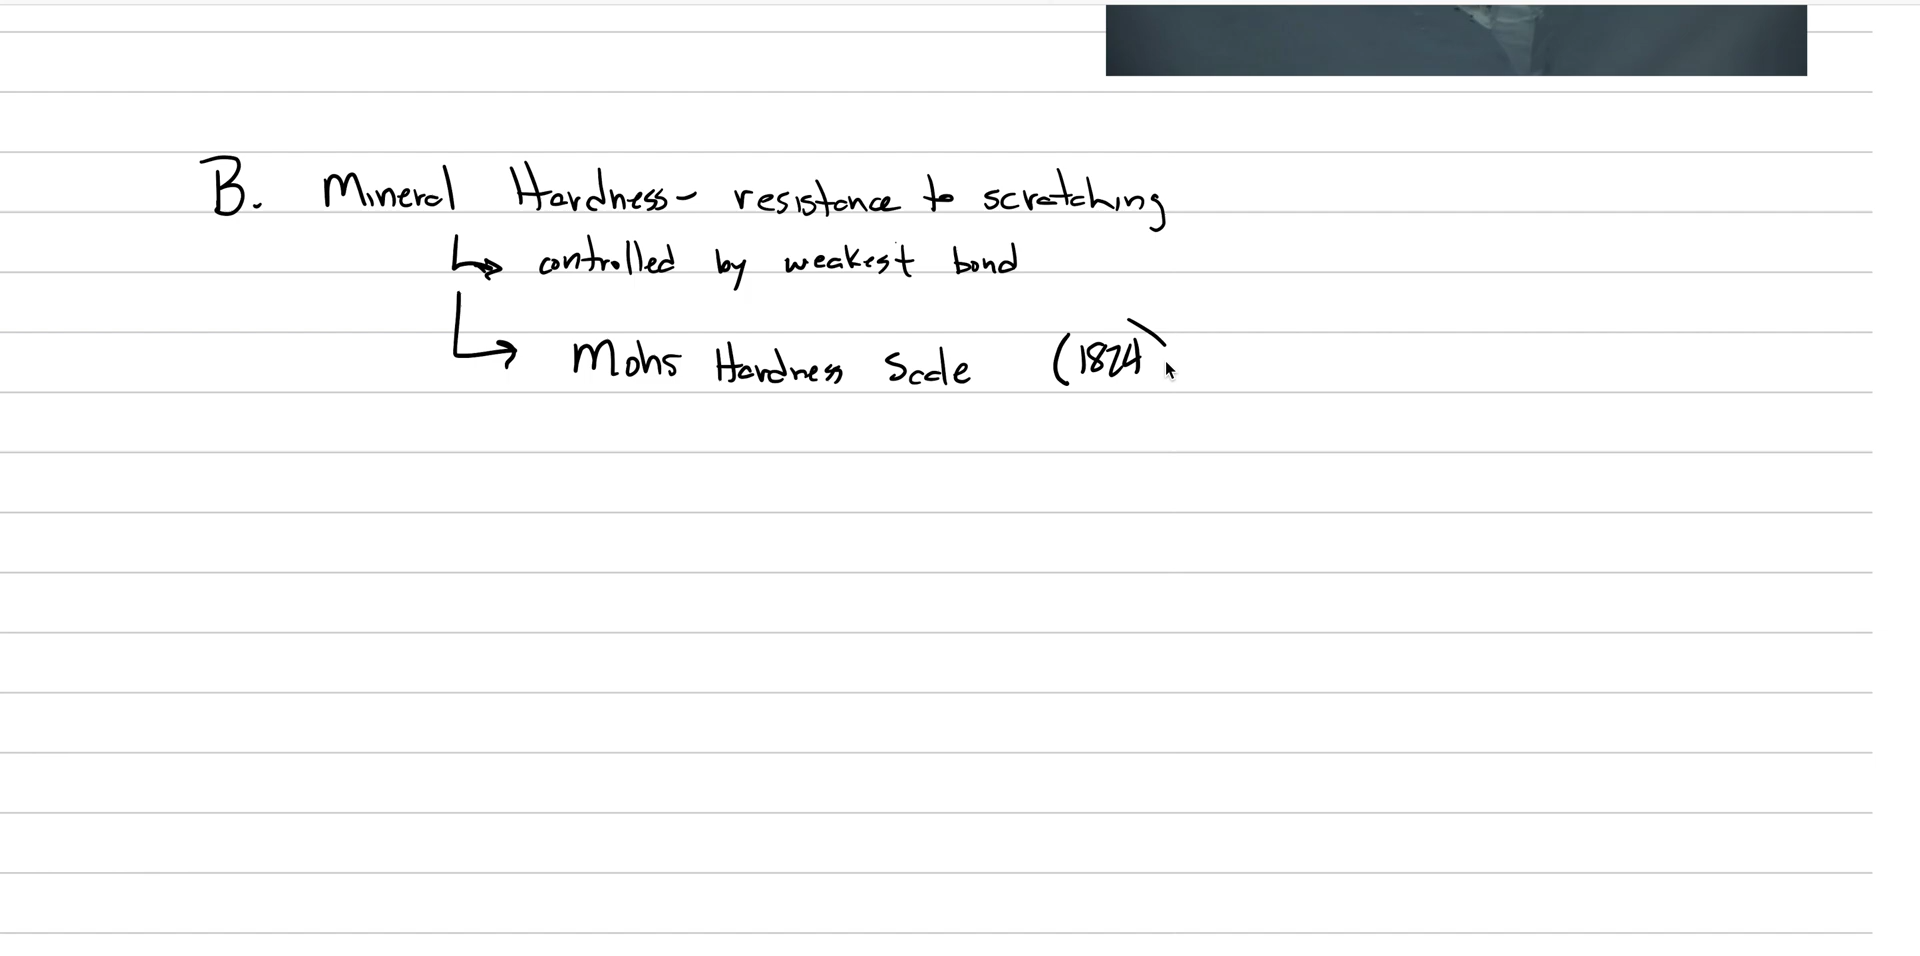 B. Mineral Hardness - resistance to scratching
↳ controlled by weakest bond
↳ Mohs Hardness Scale (1824)